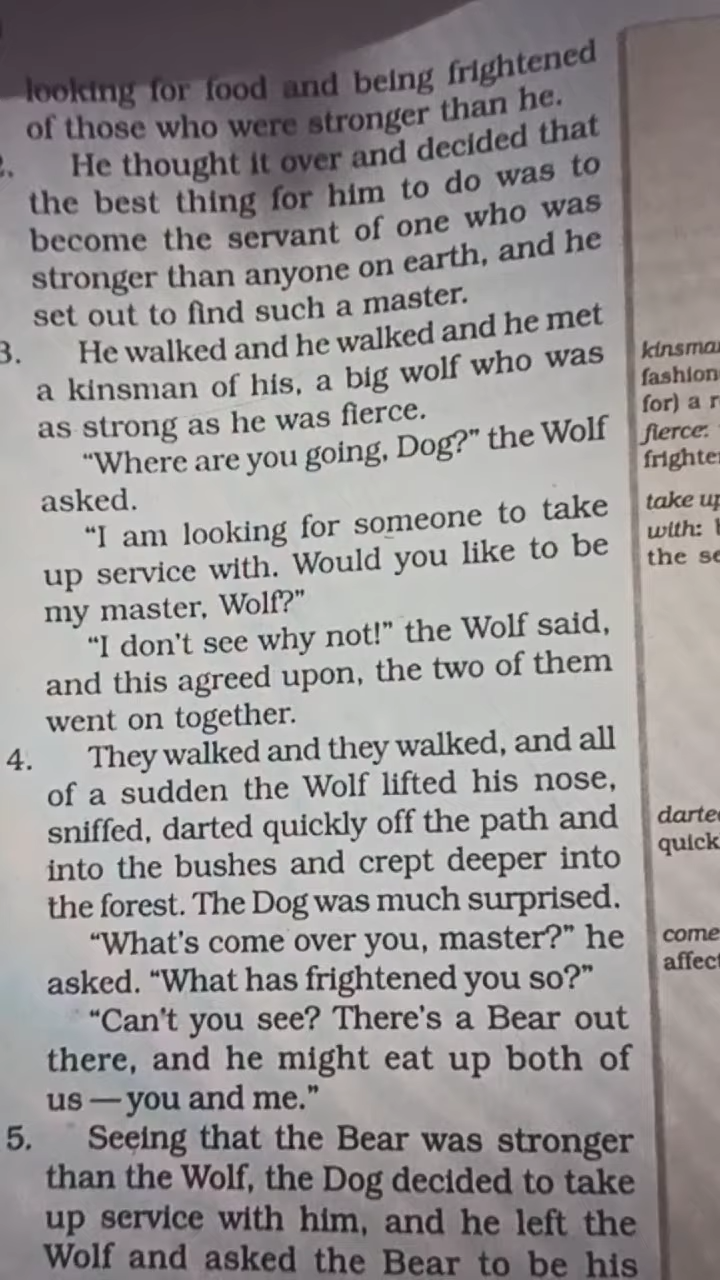 looking for food and being frightened
of those who were stronger than he.
He thought it over and decided that
the best thing for him to do was to
become the servant of one who was
stronger than anyone on earth, and he
set out to find such a master.
3. He walked and he walked and he met
a kinsman of his, a big wolf who was
as strong as he was fierce.
“Where are you going, Dog?” the Wolf
asked.
“I am looking for someone to take
up service with. Would you like to be
my master, Wolf?”
“I don't see why not!” the Wolf said,
and this agreed upon, the two of them
went on together.
4. They walked and they walked, and all
of a sudden the Wolf lifted his nose,
sniffed, darted quickly off the path and
into the bushes and crept deeper into
the forest. The Dog was much surprised.
“What's come over you, master?” he
asked. “What has frightened you so?”
“Can't you see? There's a Bear out
there, and he might eat up both of
us — you and me.”
5. Seeing that the Bear was stronger
than the Wolf, the Dog decided to take
up service with him, and he left the
Wolf and asked the Bear to be his
fashion
for) a
fierce:
take up
with:
the
quick
come